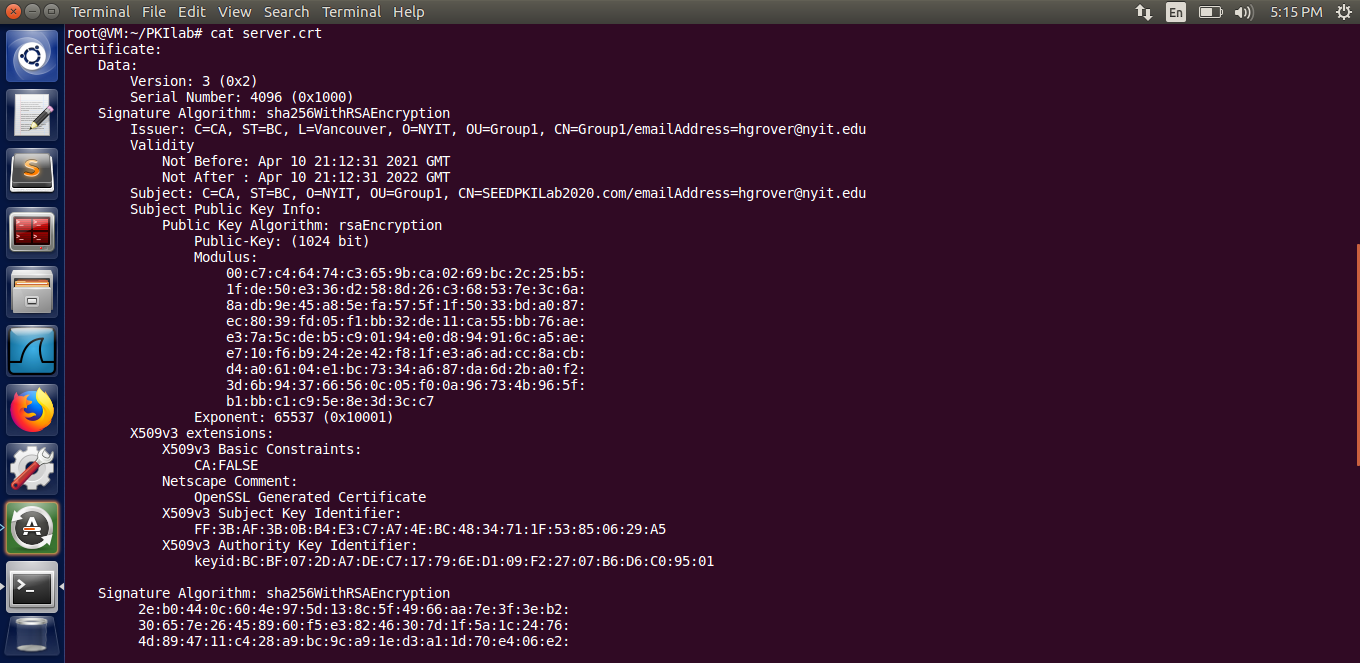 Terminal File Edit View Search Terminal Help En 5:15 PM
root@VM:~/PKIlab# cat server.crt
Certificate:
    Data:
        Version: 3 (0x2)
        Serial Number: 4096 (0x1000)
    Signature Algorithm: sha256WithRSAEncryption
        Issuer: C=CA, ST=BC, L=Vancouver, O=NYIT, OU=Group1, CN=Group1/emailAddress=hgrover@nyit.edu
        Validity
            Not Before: Apr 10 21:12:31 2021 GMT
            Not After : Apr 10 21:12:31 2022 GMT
        Subject: C=CA, ST=BC, O=NYIT, OU=Group1, CN=SEEDPKILab2020.com/emailAddress=hgrover@nyit.edu
        Subject Public Key Info:
            Public Key Algorithm: rsaEncryption
                Public-Key: (1024 bit)
                Modulus:
                    00:c7:c4:64:74:c3:65:9b:ca:02:69:bc:2c:25:b5:
                    1f:de:50:e3:36:d2:58:8d:26:c3:68:53:7e:3c:6a:
                    8a:db:9e:45:a8:5e:fa:57:5f:1f:50:33:bd:a0:87:
                    ec:80:39:fd:05:f1:bb:32:de:11:ca:55:bb:76:ae:
                    e3:7a:5c:de:b5:c9:01:94:e0:d8:94:91:6c:a5:ae:
                    e7:10:f6:b9:24:2e:42:f8:1f:e3:a6:ad:cc:8a:cb:
                    d4:a0:61:04:e1:bc:73:34:a6:87:da:6d:2b:a0:f2:
                    3d:6b:94:37:66:56:0c:05:f0:0a:96:73:4b:96:5f:
                    b1:bb:c1:c9:5e:8e:3d:3c:c7
                Exponent: 65537 (0x10001)
        X509v3 extensions:
            X509v3 Basic Constraints:
                CA:FALSE
            Netscape Comment:
                OpenSSL Generated Certificate
            X509v3 Subject Key Identifier:
                FF:3B:AF:3B:0B:B4:E3:C7:A7:4E:BC:48:34:71:1F:53:85:06:29:A5
            X509v3 Authority Key Identifier:
                keyid:BC:BF:07:2D:A7:DE:C7:17:79:6E:D1:09:F2:27:07:B6:D6:C0:95:01

    Signature Algorithm: sha256WithRSAEncryption
         2e:b0:44:0c:60:4e:97:5d:13:8c:5f:49:66:aa:7e:3f:3e:b2:
         30:65:7e:26:45:89:60:f5:e3:82:46:30:7d:1f:5a:1c:24:76:
         4d:89:47:11:c4:28:a9:bc:9c:a9:1e:d3:a1:1d:70:e4:06:e2: